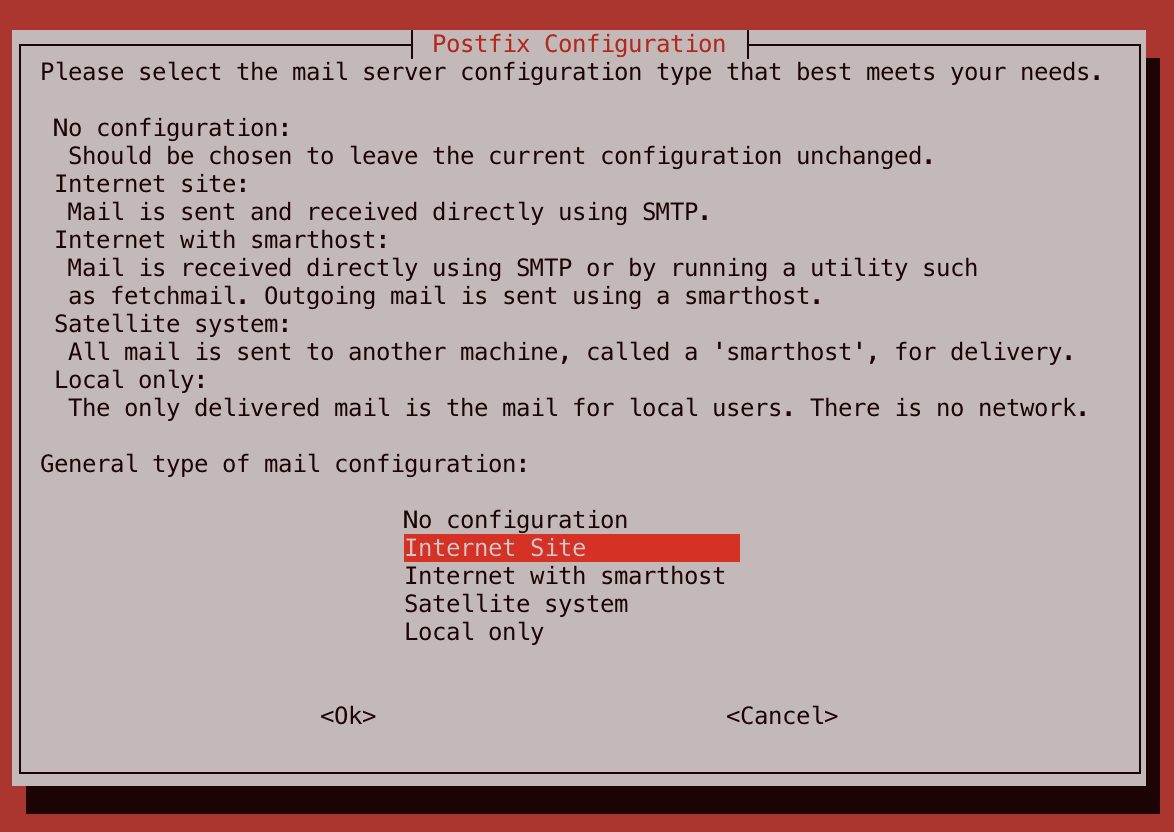 Postfix Configuration
Please select the mail server configuration type that best meets your needs.
No configuration:
Should be chosen to leave the current configuration unchanged.
Internet site:
Mail is sent and received directly using SMTP.
Internet with smarthost:
Mail is received directly using SMTP or by running a utility such
as fetchmail. Outgoing mail is sent using a smarthost.
Satellite system:
All mail is sent to another machine, called a 'smarthost', for delivery.
Local only:
The only delivered mail is the mail for local users. There is no network.
General type of mail configuration:
No configuration
Internet Site
Internet with smarthost
Satellite system
Local only
<Ok> <Cancel>